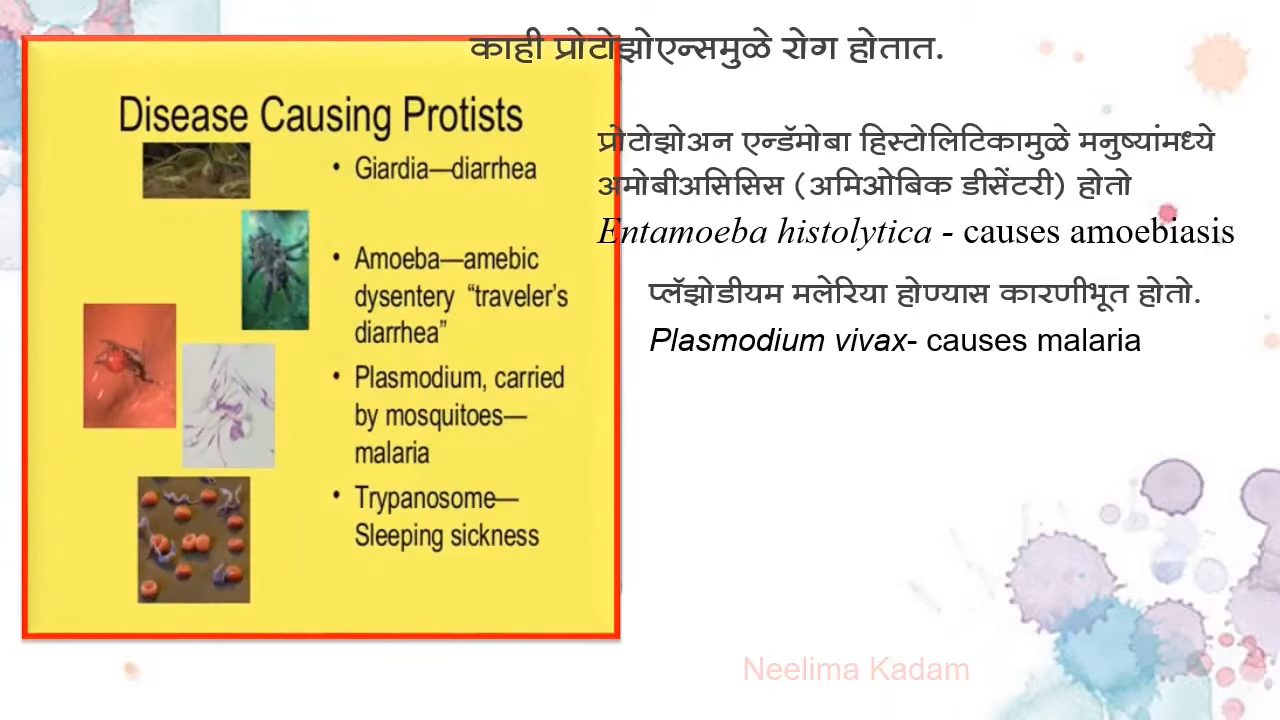 काही प्रोटोझोएन्समुळे रोग होतात.
Disease Causing Protists
• Giardia—diarrhea
• Amoeba—amebic
dysentery “traveler’s
diarrhea”
• Plasmodium, carried
by mosquitoes—
malaria
• Trypanosome—
Sleeping sickness
प्रोटोझोअन एन्डॅमोबा हिस्टोलिटिकामुळे मनुष्यांमध्ये
अमोबीअसिसिस (अमिओबिक डीसेंटरी) होतो
Entamoeba histolytica - causes amoebiasis
प्लॅझोडीयम मलेरिया होण्यास कारणीभूत होतो.
Plasmodium vivax- causes malaria
Neelima Kadam